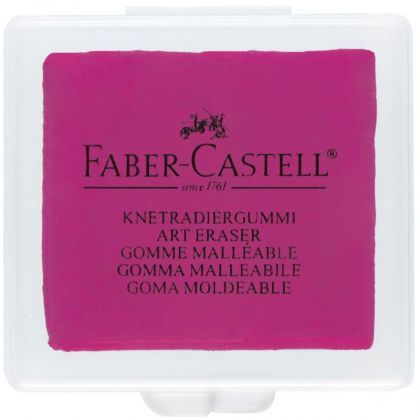 FABER-CASTELL®
since 1761
KNETRADIERGUMMI
ART ERASER
GOMME MALLÉABLE
GOMMA MALLEABILE
GOMA MOLDEABLE